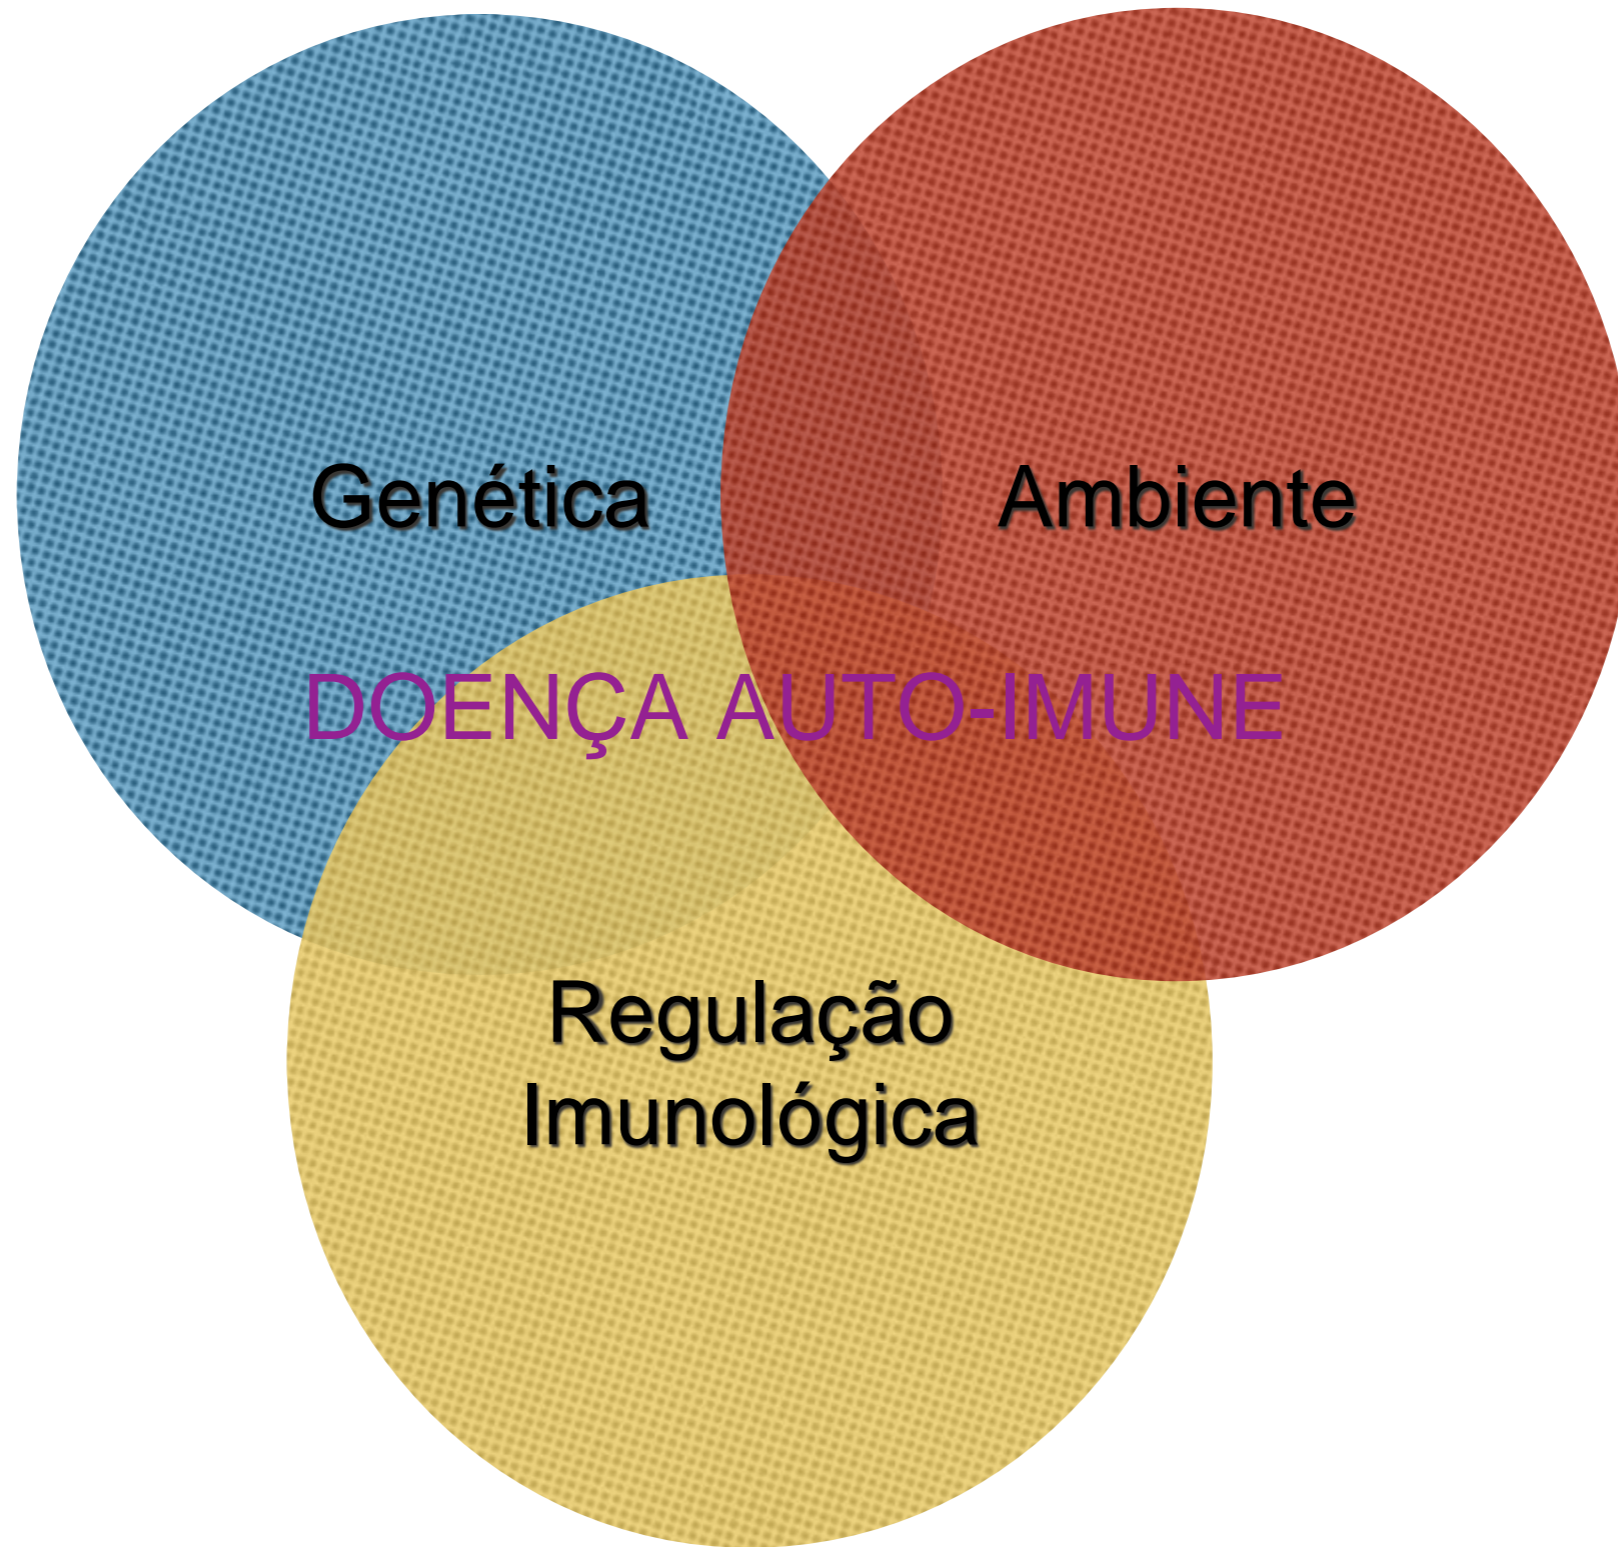 Genética
Ambiente
DOENÇA AUTO-IMUNE
Regulação
Imunológica